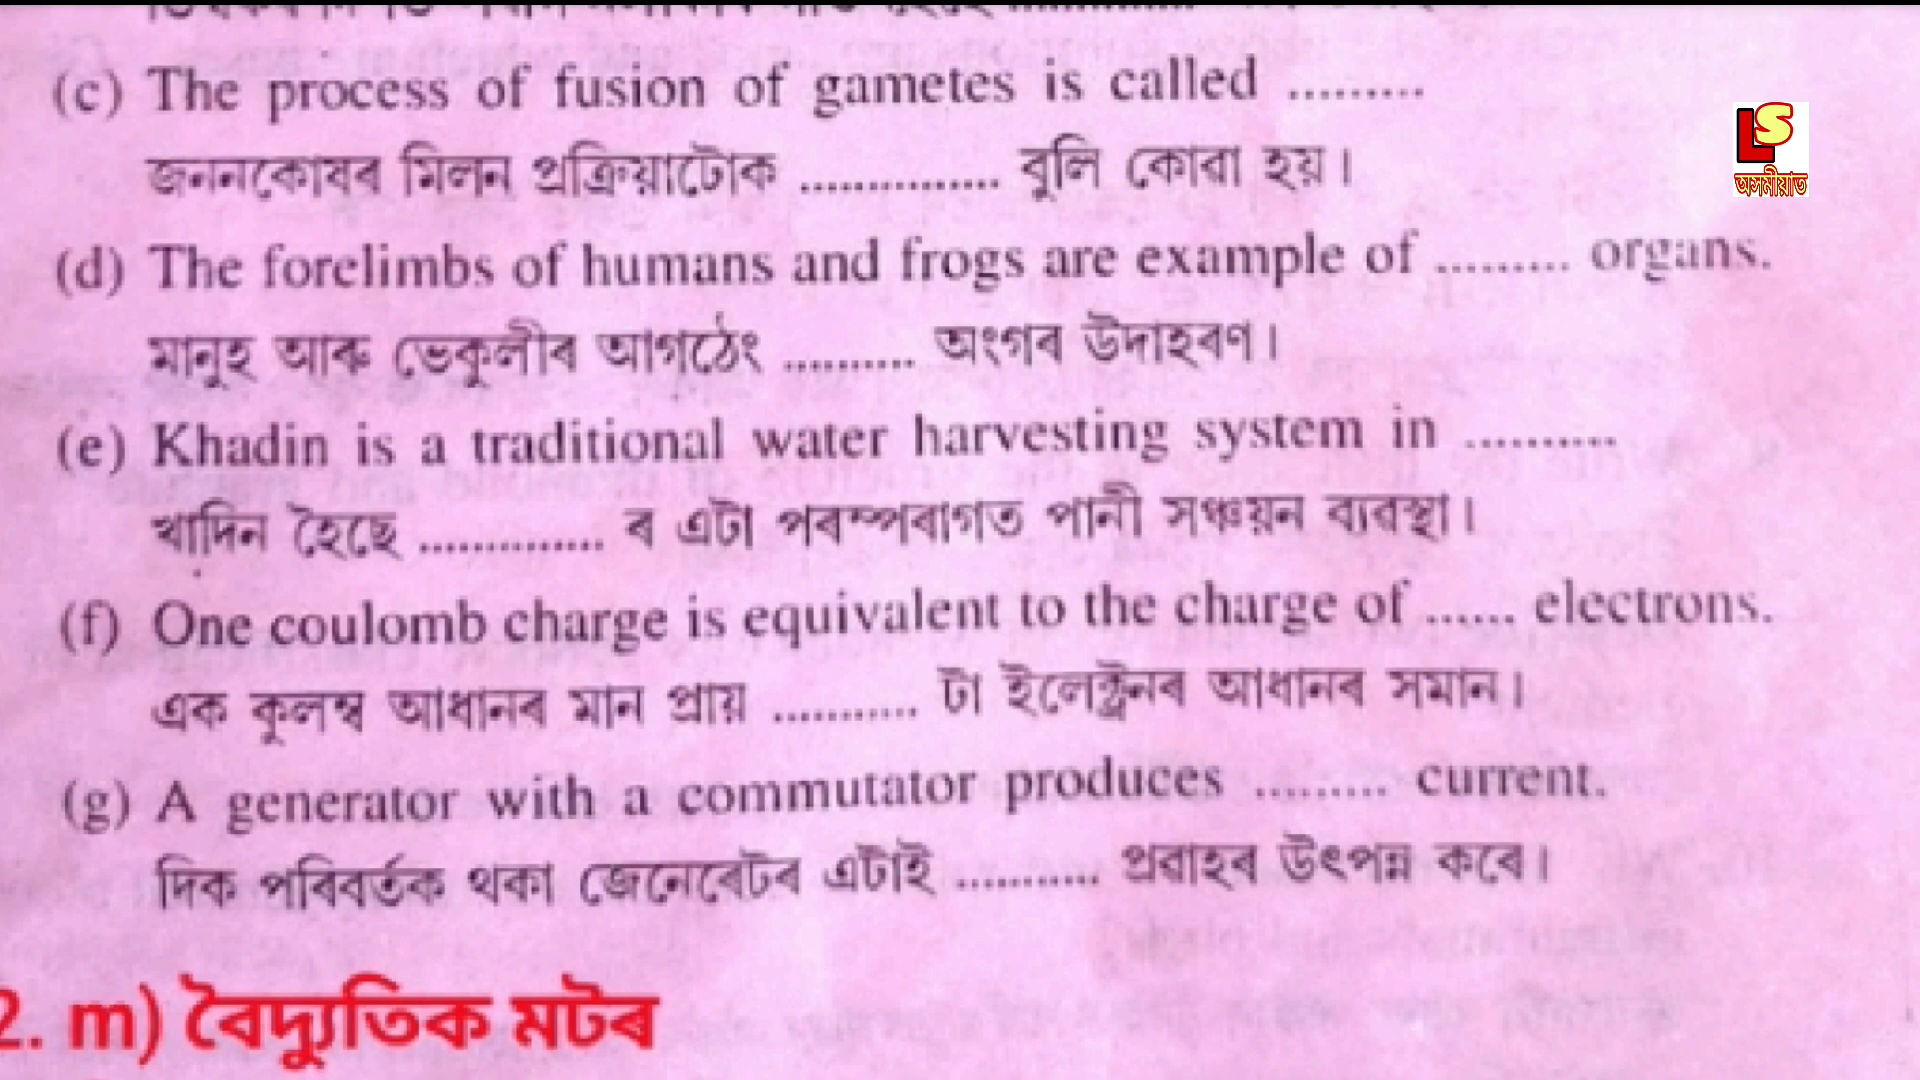 (c) The process of fusion of gametes is called .........
জননকোষৰ মিলন প্ৰক্ৰিয়াটোক ............... বুলি কোৱা হয়।
(d) The forelimbs of humans and frogs are example of ......... organs.
মানুহ আৰু ভেকুলীৰ আগঠেং .......... অংগৰ উদাহৰণ।
(e) Khadin is a traditional water harvesting system in ..........
খাদিন হৈছে .............. ৰ এটা পৰম্পৰাগত পানী সঞ্চয়ন ব্যৱস্থা।
(f) One coulomb charge is equivalent to the charge of ...... electrons.
এক কুলম্ব আধানৰ মান প্ৰায় ........... টা ইলেক্ট্ৰনৰ আধানৰ সমান।
(g) A generator with a commutator produces ......... current.
দিক পৰিবৰ্তক থকা জেনেৰেটৰ এটাই ........... প্ৰবাহৰ উৎপন্ন কৰে।
2. m) বৈদ্যুতিক মটৰ
LS
অসমীয়াত